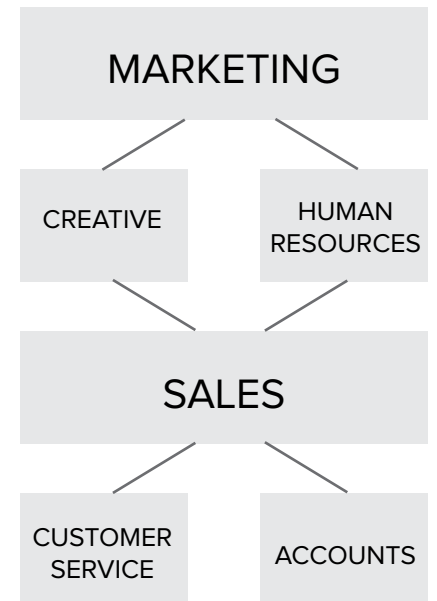 MARKETING
CREATIVE
HUMAN
RESOURCES
SALES
CUSTOMER
SERVICE
ACCOUNTS